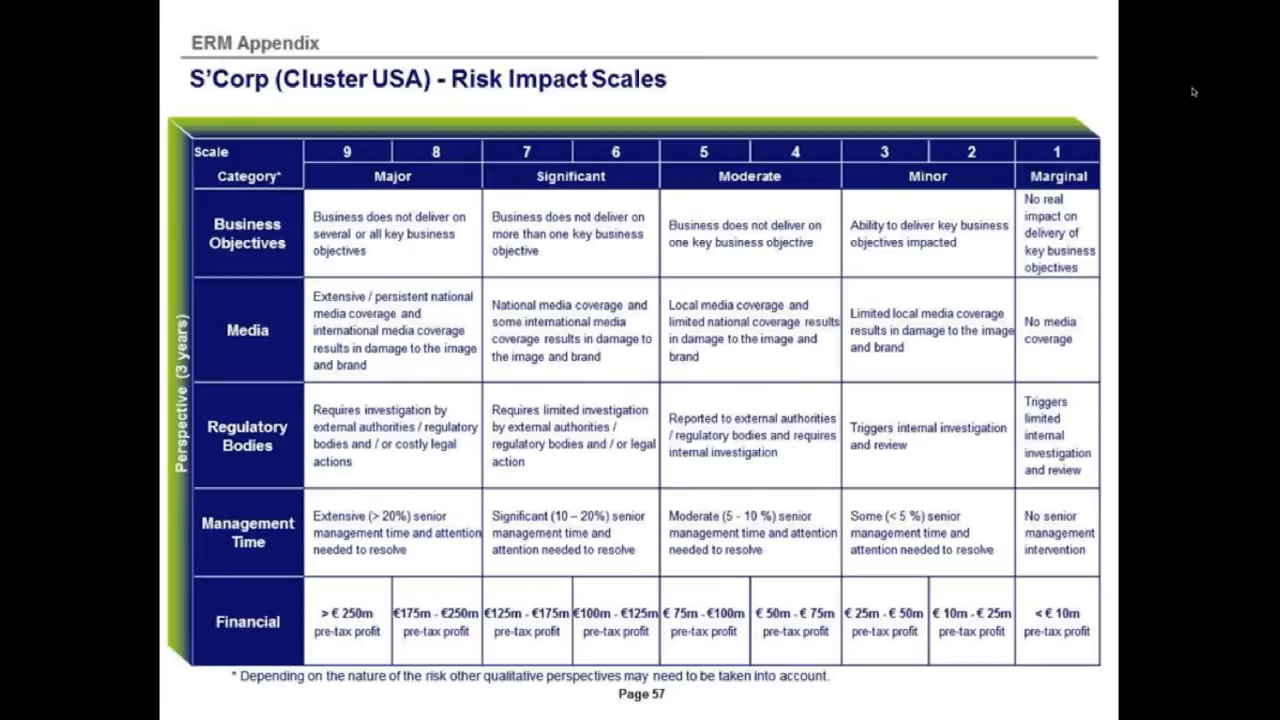 ERM Appendix
S'Corp (Cluster USA) - Risk Impact Scales
Scale
9
8
7
6
5
4
3
2
1
Category*
Major
Significant
Moderate
Minor
Marginal
Perspective (3 years)
Business
Objectives
Business does not deliver on
several or all key business
objectives
Business does not deliver on
more than one key business
objective
Business does not deliver on
one key business objective
Ability to deliver key business
objectives impacted
No real
impact on
delivery of
key business
objectives
Media
Extensive / persistent national
media coverage and
international media coverage
results in damage to the image
and brand
National media coverage and
some international media
coverage results in damage to
the image and brand
Local media coverage and
limited national coverage results
in damage to the image and
brand
Limited local media coverage
results in damage to the image
and brand
No media
coverage
Regulatory
Bodies
Requires investigation by
external authorities / regulatory
bodies and / or costly legal
actions
Requires limited investigation
by external authorities /
regulatory bodies and / or legal
action
Reported to external authorities
/ regulatory bodies and requires
internal investigation
Triggers internal investigation
and review
Triggers
limited
internal
investigation
and review
Management
Time
Extensive (> 20%) senior
management time and attention
needed to resolve
Significant (10 – 20%) senior
management time and
attention needed to resolve
Moderate (5 - 10 %) senior
management time and attention
needed to resolve
Some (< 5 %) senior
management time and
attention needed to resolve
No senior
management
intervention
Financial
> € 250m
pre-tax profit
€175m - €250m
pre-tax profit
€125m - €175m
pre-tax profit
€100m - €125m
pre-tax profit
€ 75m - €100m
pre-tax profit
€ 50m - € 75m
pre-tax profit
€ 25m - € 50m
pre-tax profit
€ 10m - € 25m
pre-tax profit
< € 10m
pre-tax profit
* Depending on the nature of the risk other qualitative perspectives may need to be taken into account.
Page 57